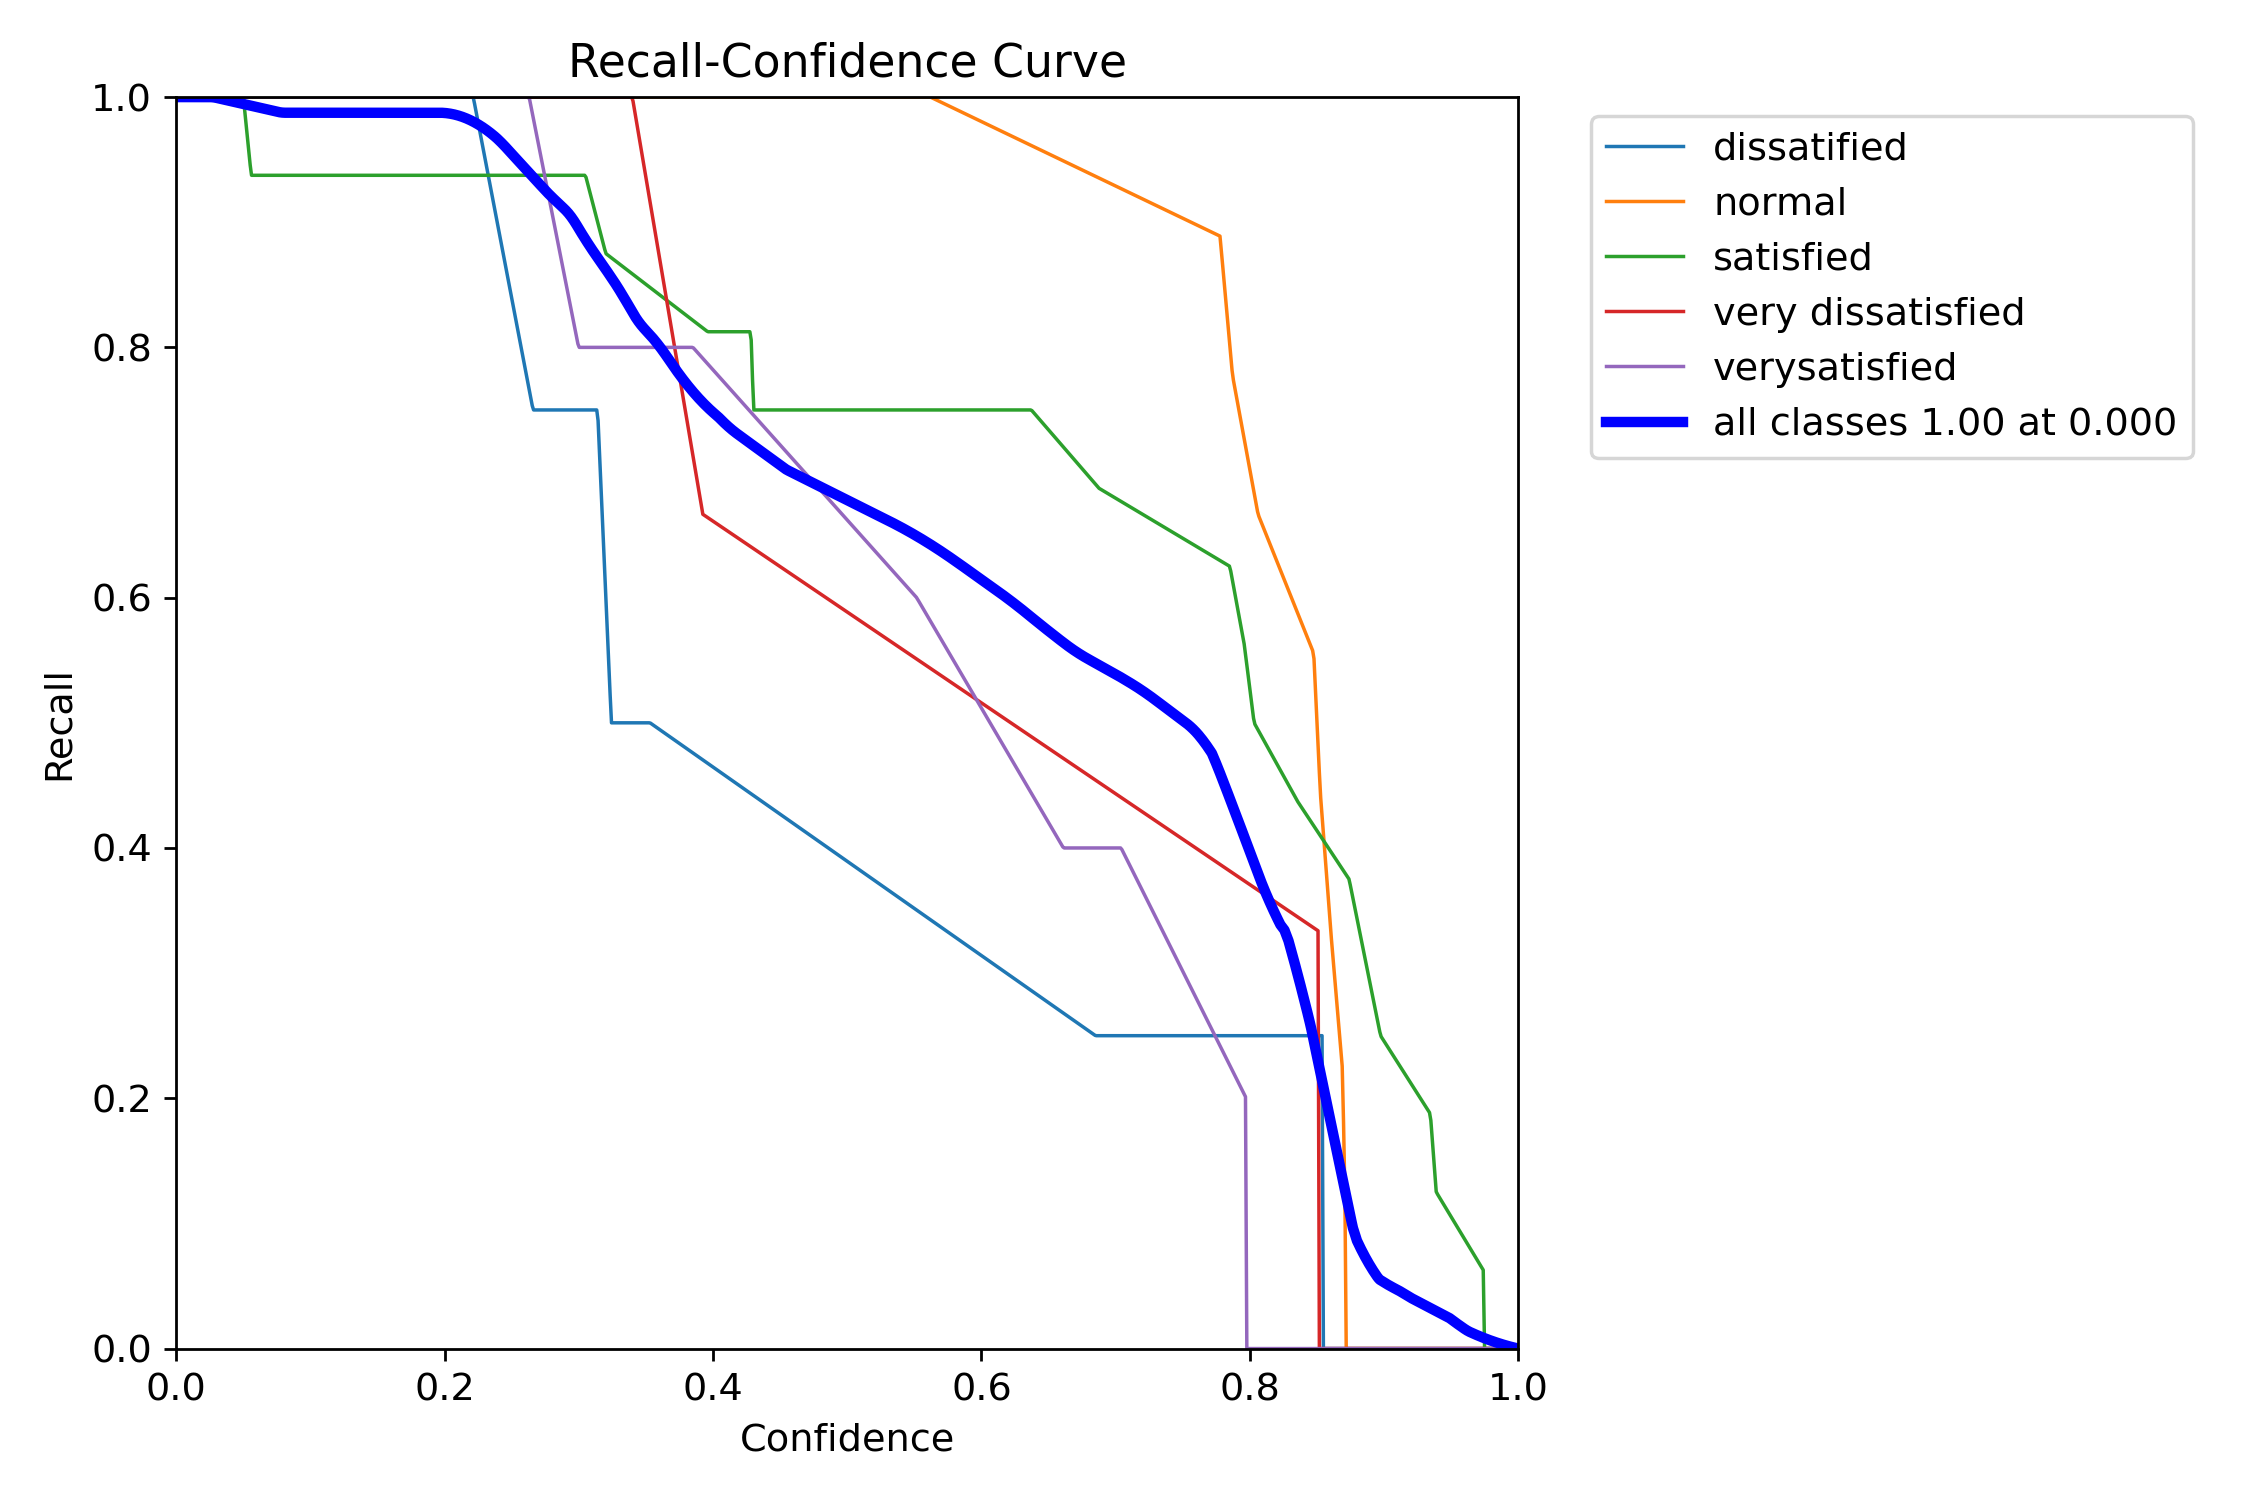 Recall-Confidence Curve
1.0
0.8
0.6
0.4
0.2
0.0
Recall
0.0 0.2 0.4 0.6 0.8 1.0
Confidence
dissatified
normal
satisfied
very dissatisfied
verysatisfied
all classes 1.00 at 0.000